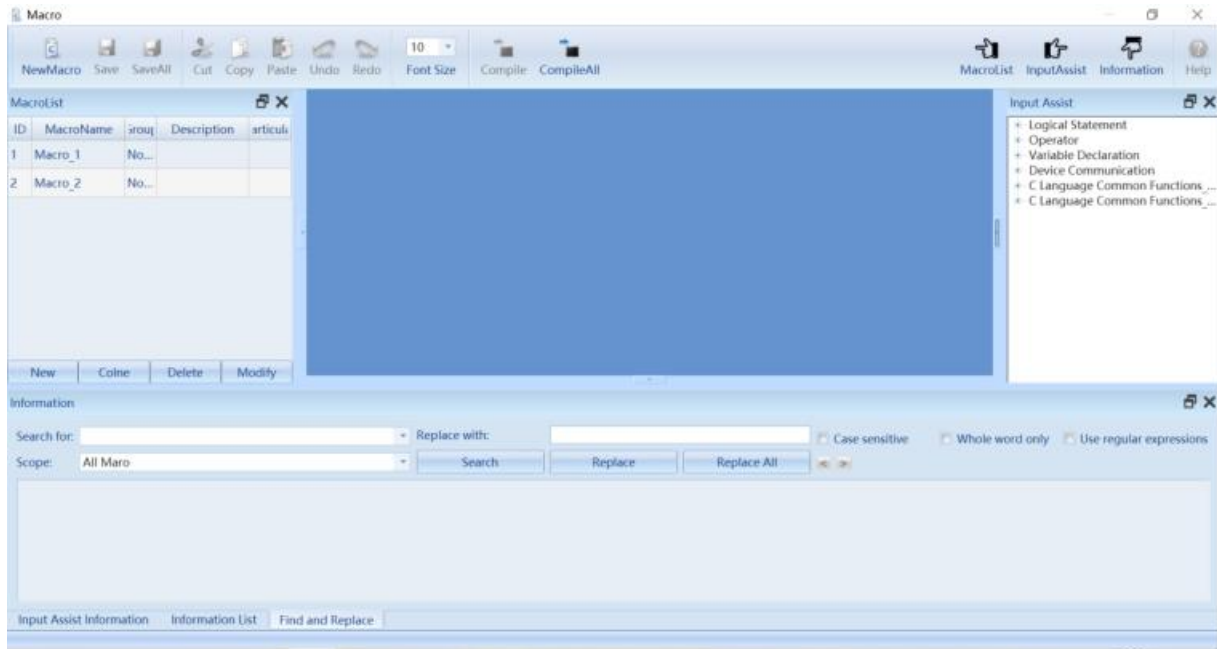 Macro
NewMacro Save SaveAll Cut Copy Paste Undo Redo 10 Font Size Compile CompileAll MacroList InputAssist Information Help
MacroList
ID MacroName Group Description articula
1 Macro_1 No...
2 Macro_2 No...
New Colne Delete Modify
Input Assist
+ Logical Statement
+ Operator
+ Variable Declaration
+ Device Communication
+ C Language Common Functions_...
+ C Language Common Functions_...
Information
Search for: Replace with: Case sensitive Whole word only Use regular expressions
Scope: All Maro Search Replace Replace All < >
Input Assist Information Information List Find and Replace